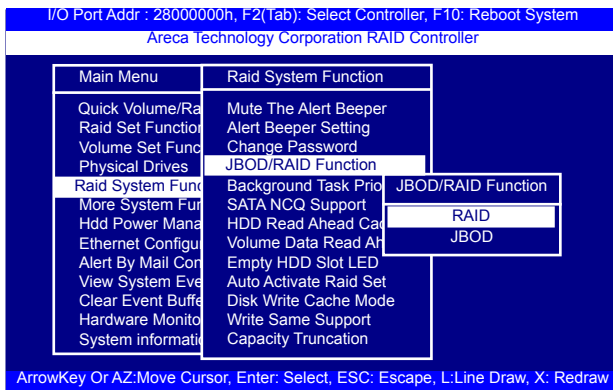 I/O Port Addr : 28000000h, F2(Tab): Select Controller, F10: Reboot System
Areca Technology Corporation RAID Controller
Main Menu
Quick Volume/Ra
Raid Set Function
Volume Set Func
Physical Drives
Raid System Func
More System Fun
Hdd Power Mana
Ethernet Configu
Alert By Mail Con
View System Eve
Clear Event Buffe
Hardware Monito
System informatio
Raid System Function
Mute The Alert Beeper
Alert Beeper Setting
Change Password
JBOD/RAID Function
Background Task Prio
SATA NCQ Support
HDD Read Ahead Cac
Volume Data Read Ah
Empty HDD Slot LED
Auto Activate Raid Set
Disk Write Cache Mode
Write Same Support
Capacity Truncation
JBOD/RAID Function
RAID
JBOD
ArrowKey Or AZ:Move Cursor, Enter: Select, ESC: Escape, L:Line Draw, X: Redraw